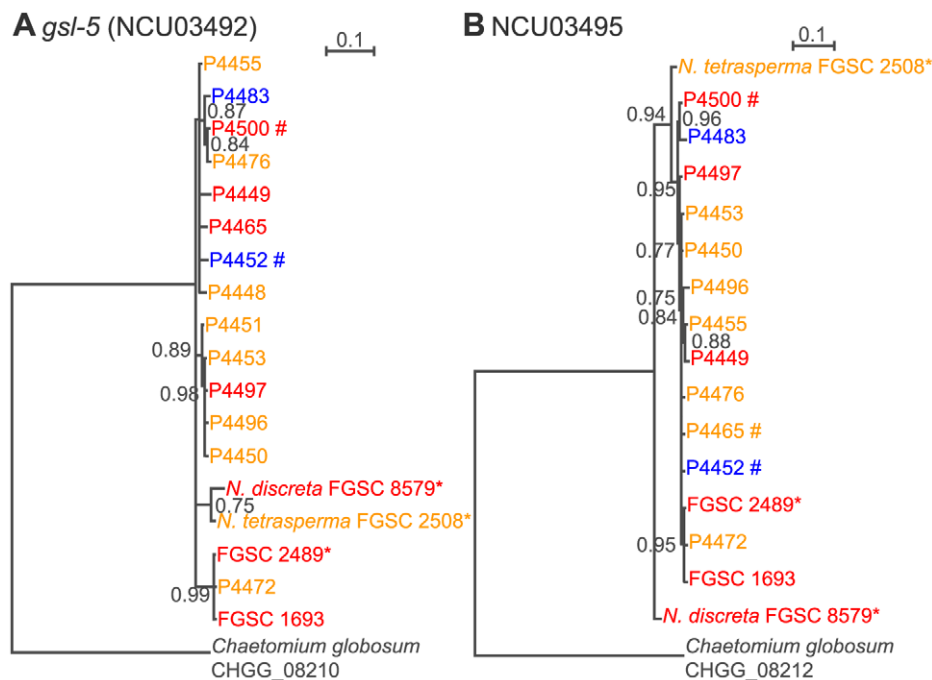 A gsl-5 (NCU03492)
0.1
P4455
P4483
0.87
P4500 #
0.84
P4476
P4449
P4465
P4452 #
P4448
P4451
0.89
P4453
P4497
0.98
P4496
P4450
N. discreta FGSC 8579*
0.75
N. tetrasperma FGSC 2508*
FGSC 2489*
P4472
0.99
FGSC 1693
Chaetomium globosum
CHGG_08210
B NCU03495
0.1
N. tetrasperma FGSC 2508*
P4500 #
0.94
0.96
P4483
P4497
0.95
P4453
0.77
P4450
P4496
0.75
0.84
P4455
0.88
P4449
P4476
P4465 #
P4452 #
FGSC 2489*
P4472
0.95
FGSC 1693
N. discreta FGSC 8579*
Chaetomium globosum
CHGG_08212